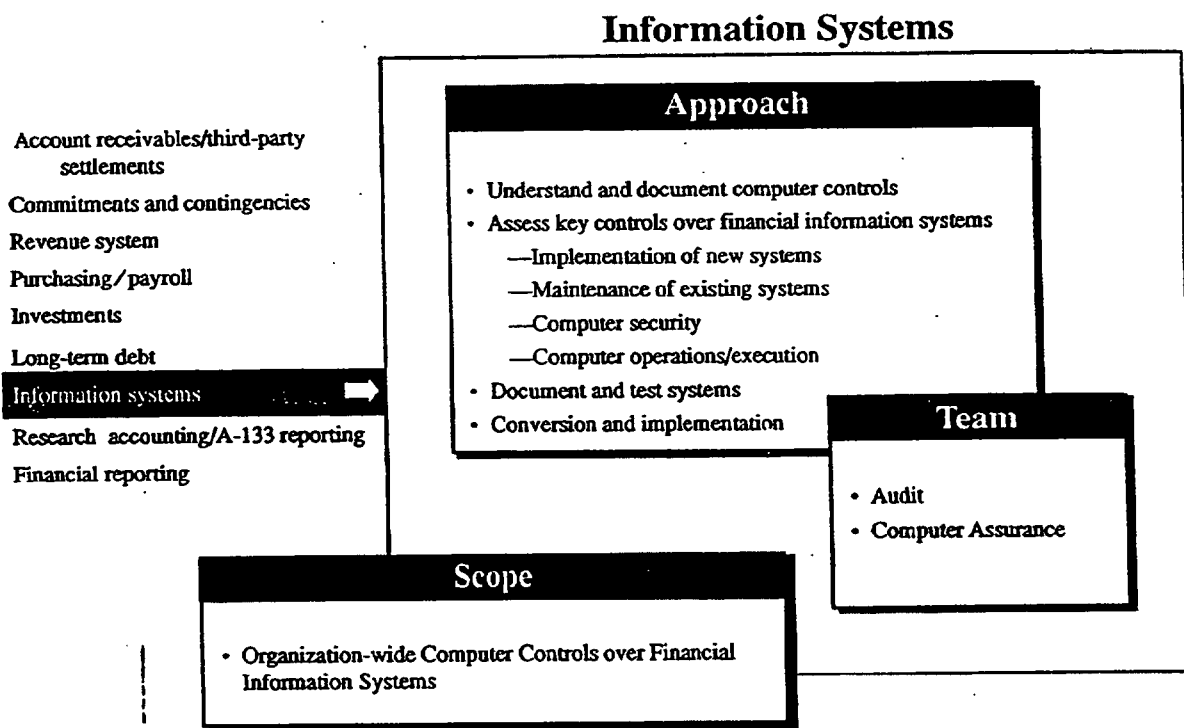 Information Systems
Account receivables/third-party
settlements
Commitments and contingencies
Revenue system
Purchasing/payroll
Investments
Long-term debt
Information systems
Research accounting/A-133 reporting
Financial reporting
Approach
• Understand and document computer controls
• Assess key controls over financial information systems
—Implementation of new systems
—Maintenance of existing systems
—Computer security
—Computer operations/execution
• Document and test systems
• Conversion and implementation
Team
• Audit
• Computer Assurance
Scope
• Organization-wide Computer Controls over Financial
Information Systems